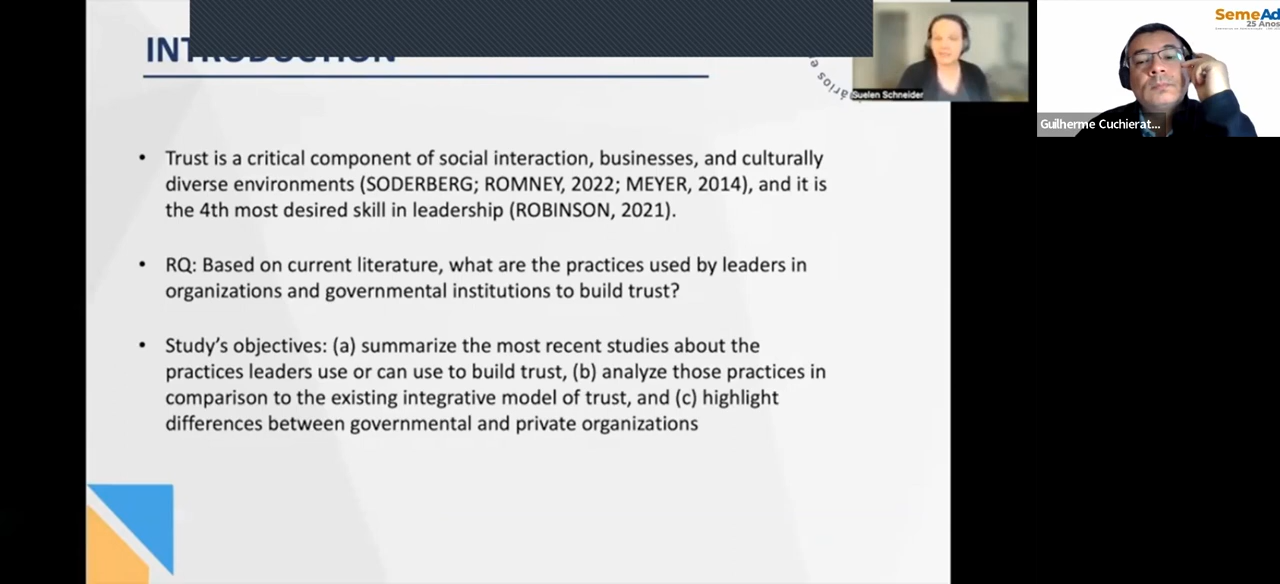 INTRODUCTION
Suelen Schneider
SemeAd
25 Anos
Guilherme Cuchierat...
• Trust is a critical component of social interaction, businesses, and culturally
diverse environments (SODERBERG; ROMNEY, 2022; MEYER, 2014), and it is
the 4th most desired skill in leadership (ROBINSON, 2021).
• RQ: Based on current literature, what are the practices used by leaders in
organizations and governmental institutions to build trust?
• Study’s objectives: (a) summarize the most recent studies about the
practices leaders use or can use to build trust, (b) analyze those practices in
comparison to the existing integrative model of trust, and (c) highlight
differences between governmental and private organizations